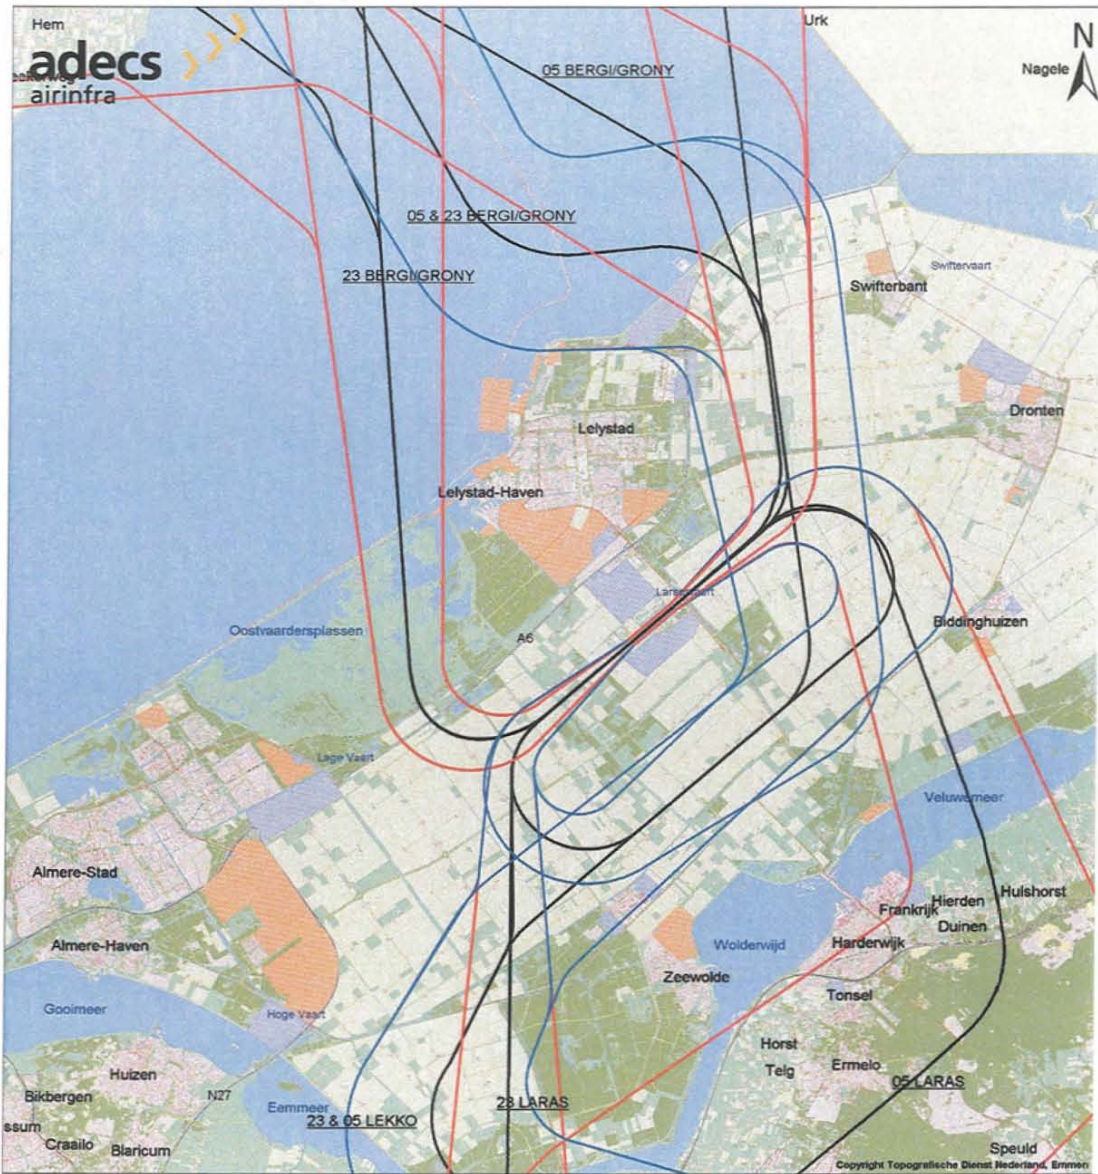 Hem
Urk
N
adecs
airinfra
Nagele
05 BERGI/GRONY
05 & 23 BERGI/GRONY
23 BERGI/GRONY
Swifterbant
Swiftervaart
Dronten
Lelystad
Lelystad-Haven
Larservaart
Biddinghuizen
Oostvaardersplassen
A6
Lage Vaart
Veluwemeer
Almere-Stad
Almere-Haven
Frankrijk
Hierden
Hulshorst
Duinen
Harderwijk
Wolderwijd
Zeewolde
Tonsel
Gooimeer
Hoge Vaart
Horst
Telg
Ermelo
05 LARAS
Huizen
Bikbergen
N27
Eemmeer
23 & 05 LEKKO
23 LARAS
ssum
Craailo
Blaricum
Speuld
Copyright Topografische Dienst Nederland, Emmen